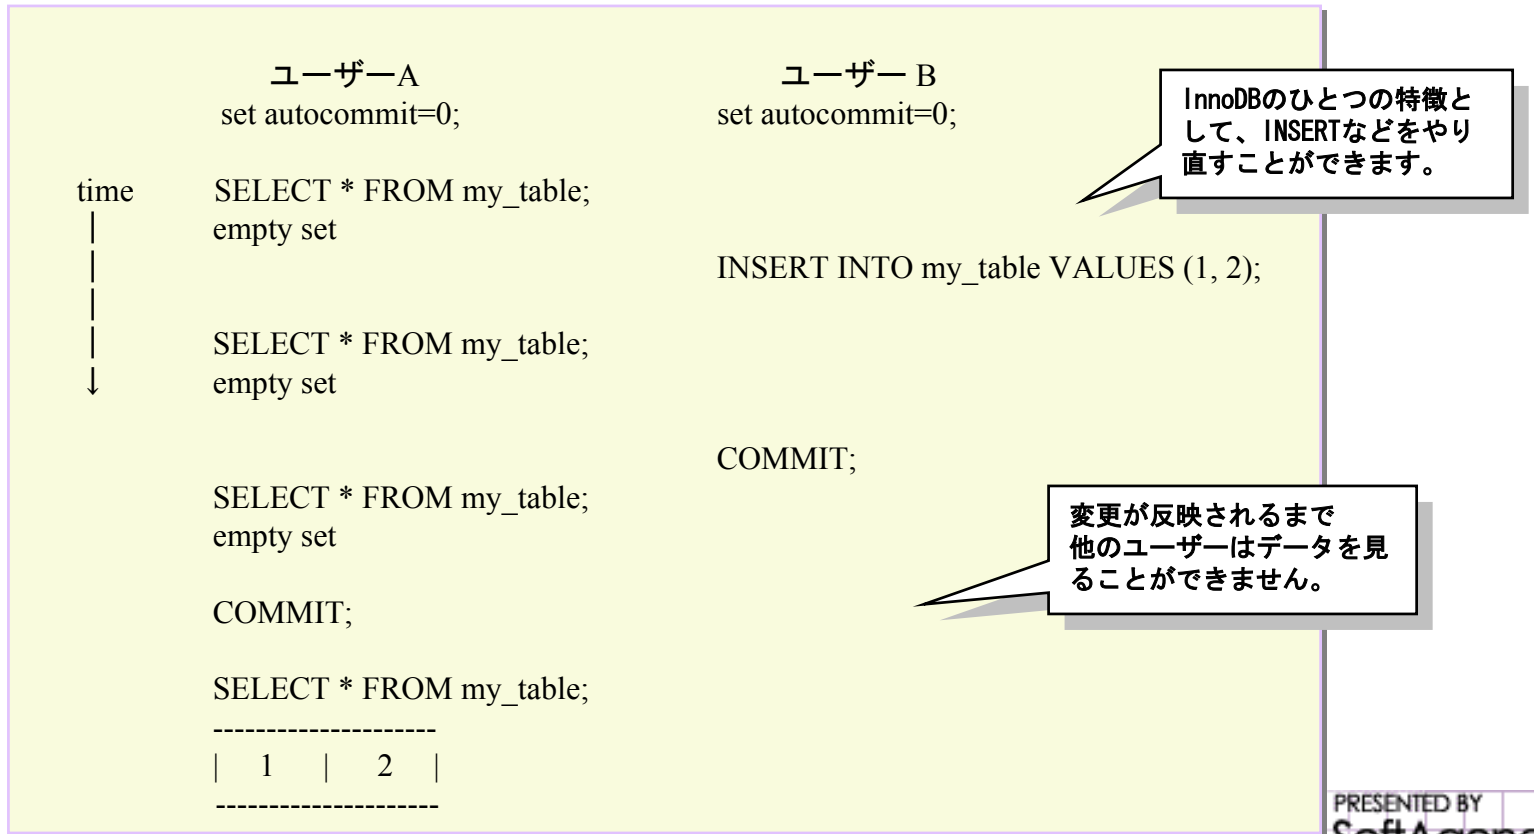 ユーザーA ユーザー B
set autocommit=0; set autocommit=0;
InnoDBのひとつの特徴と
して、INSERTなどをやり
直すことができます。
time SELECT * FROM my_table;
| empty set
| INSERT INTO my_table VALUES (1, 2);
|
| SELECT * FROM my_table;
↓ empty set
COMMIT;
SELECT * FROM my_table;
empty set
変更が反映されるまで
他のユーザーはデータを見
ることができません。
COMMIT;
SELECT * FROM my_table;
---------------------
| 1 | 2 |
---------------------
PRESENTED BY